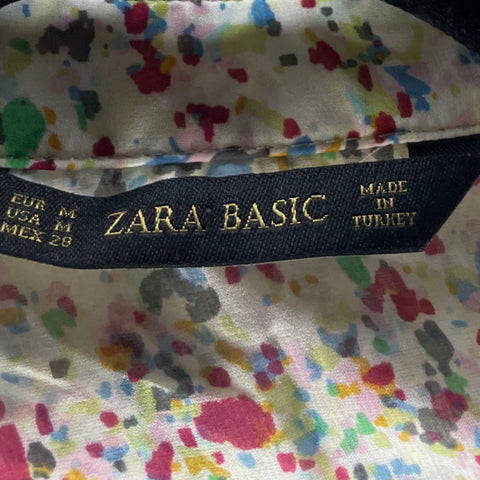 EUR M
USA M
MEX 28
ZARA BASIC
MADE
IN
TURKEY